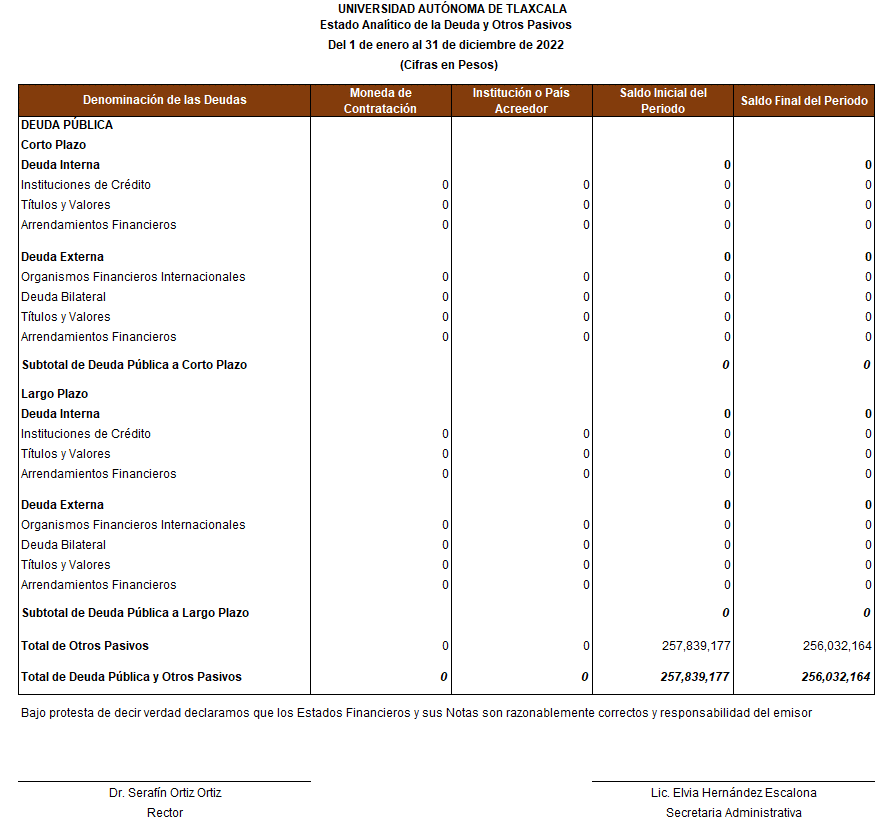 UNIVERSIDAD AUTÓNOMA DE TLAXCALA
Estado Analítico de la Deuda y Otros Pasivos
Del 1 de enero al 31 de diciembre de 2022
(Cifras en Pesos)
Denominación de las Deudas Moneda de Contratación Institución o País Acreedor Saldo Inicial del Periodo Saldo Final del Periodo
DEUDA PÚBLICA
Corto Plazo
Deuda Interna 0 0
Instituciones de Crédito 0 0 0 0
Títulos y Valores 0 0 0 0
Arrendamientos Financieros 0 0 0 0
Deuda Externa 0 0
Organismos Financieros Internacionales 0 0 0 0
Deuda Bilateral 0 0 0 0
Títulos y Valores 0 0 0 0
Arrendamientos Financieros 0 0 0 0
Subtotal de Deuda Pública a Corto Plazo 0 0
Largo Plazo
Deuda Interna 0 0
Instituciones de Crédito 0 0 0 0
Títulos y Valores 0 0 0 0
Arrendamientos Financieros 0 0 0 0
Deuda Externa 0 0
Organismos Financieros Internacionales 0 0 0 0
Deuda Bilateral 0 0 0 0
Títulos y Valores 0 0 0 0
Arrendamientos Financieros 0 0 0 0
Subtotal de Deuda Pública a Largo Plazo 0 0
Total de Otros Pasivos 0 0 257,839,177 256,032,164
Total de Deuda Pública y Otros Pasivos 0 0 257,839,177 256,032,164
Bajo protesta de decir verdad declaramos que los Estados Financieros y sus Notas son razonablemente correctos y responsabilidad del emisor
Dr. Serafín Ortiz Ortiz Lic. Elvia Hernández Escalona
Rector Secretaria Administrativa